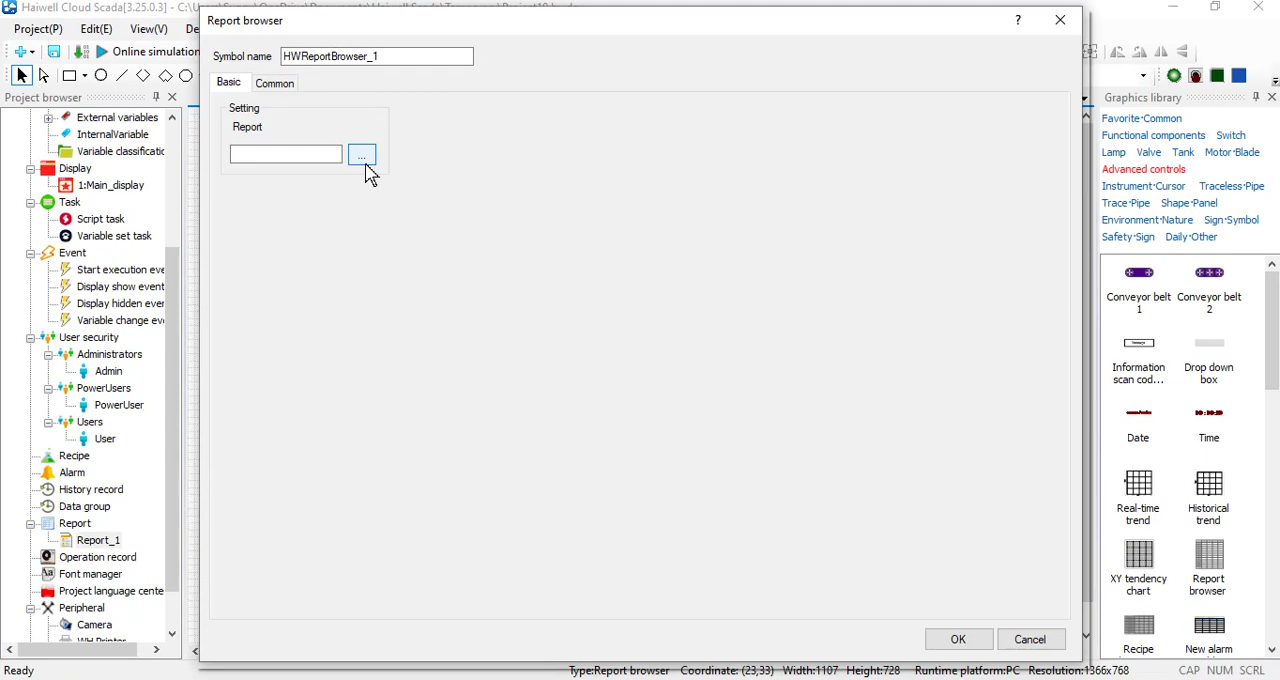 Haiwell Cloud Scada[3.25.0.3] - C:\U
Report browser
?
Project(P) Edit(E) View(V) De
Online simulation
Symbol name HWReportBrowser_1
Basic Common
Setting
Report
...
OK Cancel
Project browser
External variables
InternalVariable
Variable classificatic
Display
1:Main_display
Task
Script task
Variable set task
Event
Start execution eve
Display show event
Display hidden ever
Variable change eve
User security
Administrators
Admin
PowerUsers
PowerUser
Users
User
Recipe
Alarm
History record
Data group
Report
Report_1
Operation record
Font manager
Project language cente
Peripheral
Camera
WH Printer
Graphics library
Favorite·Common
Functional components Switch
Lamp Valve Tank Motor·Blade
Advanced controls
Instrument·Cursor Traceless·Pipe
Trace·Pipe Shape·Panel
Environment·Nature Sign·Symbol
Safety·Sign Daily·Other
Conveyor belt 1
Conveyor belt 2
Information scan cod...
Drop down box
Date
Time
Real-time trend
Historical trend
XY tendency chart
Report browser
Recipe
New alarm
Ready
Type:Report browser Coordinate: (23,33) Width:1107 Height:728 Runtime platform:PC Resolution:1366x768
CAP NUM SCRL